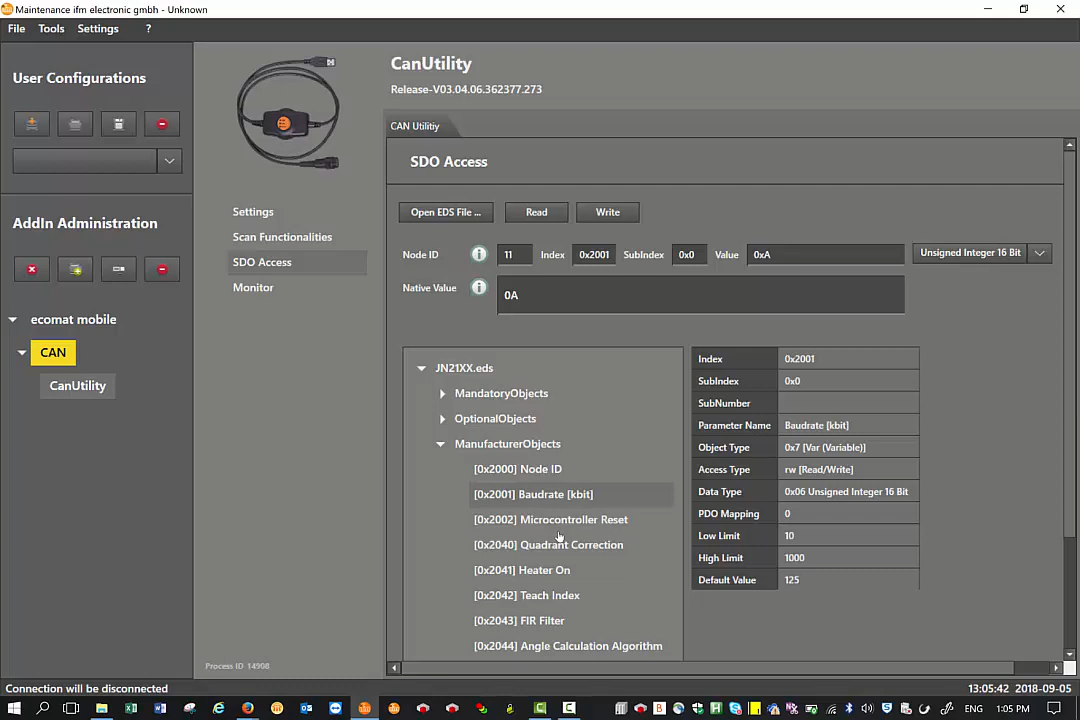 Maintenance ifm electronic gmbh - Unknown
File Tools Settings ?
User Configurations
AddIn Administration
ecomat mobile
CAN
CanUtility
CanUtility
Release-V03.04.06.362377.273
Settings
Scan Functionalities
SDO Access
Monitor
Process ID 14908
CAN Utiltiy
SDO Access
Open EDS File ... Read Write
Node ID 11 Index 0x2001 SubIndex 0x0 Value 0xA Unsigned Integer 16 Bit
Native Value 0A
JN21XX.eds
MandatoryObjects
OptionalObjects
ManufacturerObjects
[0x2000] Node ID
[0x2001] Baudrate [kbit]
[0x2002] Microcontroller Reset
[0x2040] Quadrant Correction
[0x2041] Heater On
[0x2042] Teach Index
[0x2043] FIR Filter
[0x2044] Angle Calculation Algorithm
Index 0x2001
SubIndex 0x0
SubNumber
Parameter Name Baudrate [kbit]
Object Type 0x7 [Var (Variable)]
Access Type rw [Read/Write]
Data Type 0x06 Unsigned Integer 16 Bit
PDO Mapping 0
Low Limit 10
High Limit 1000
Default Value 125
Connection will be disconnected 13:05:42 2018-09-05
ENG 1:05 PM